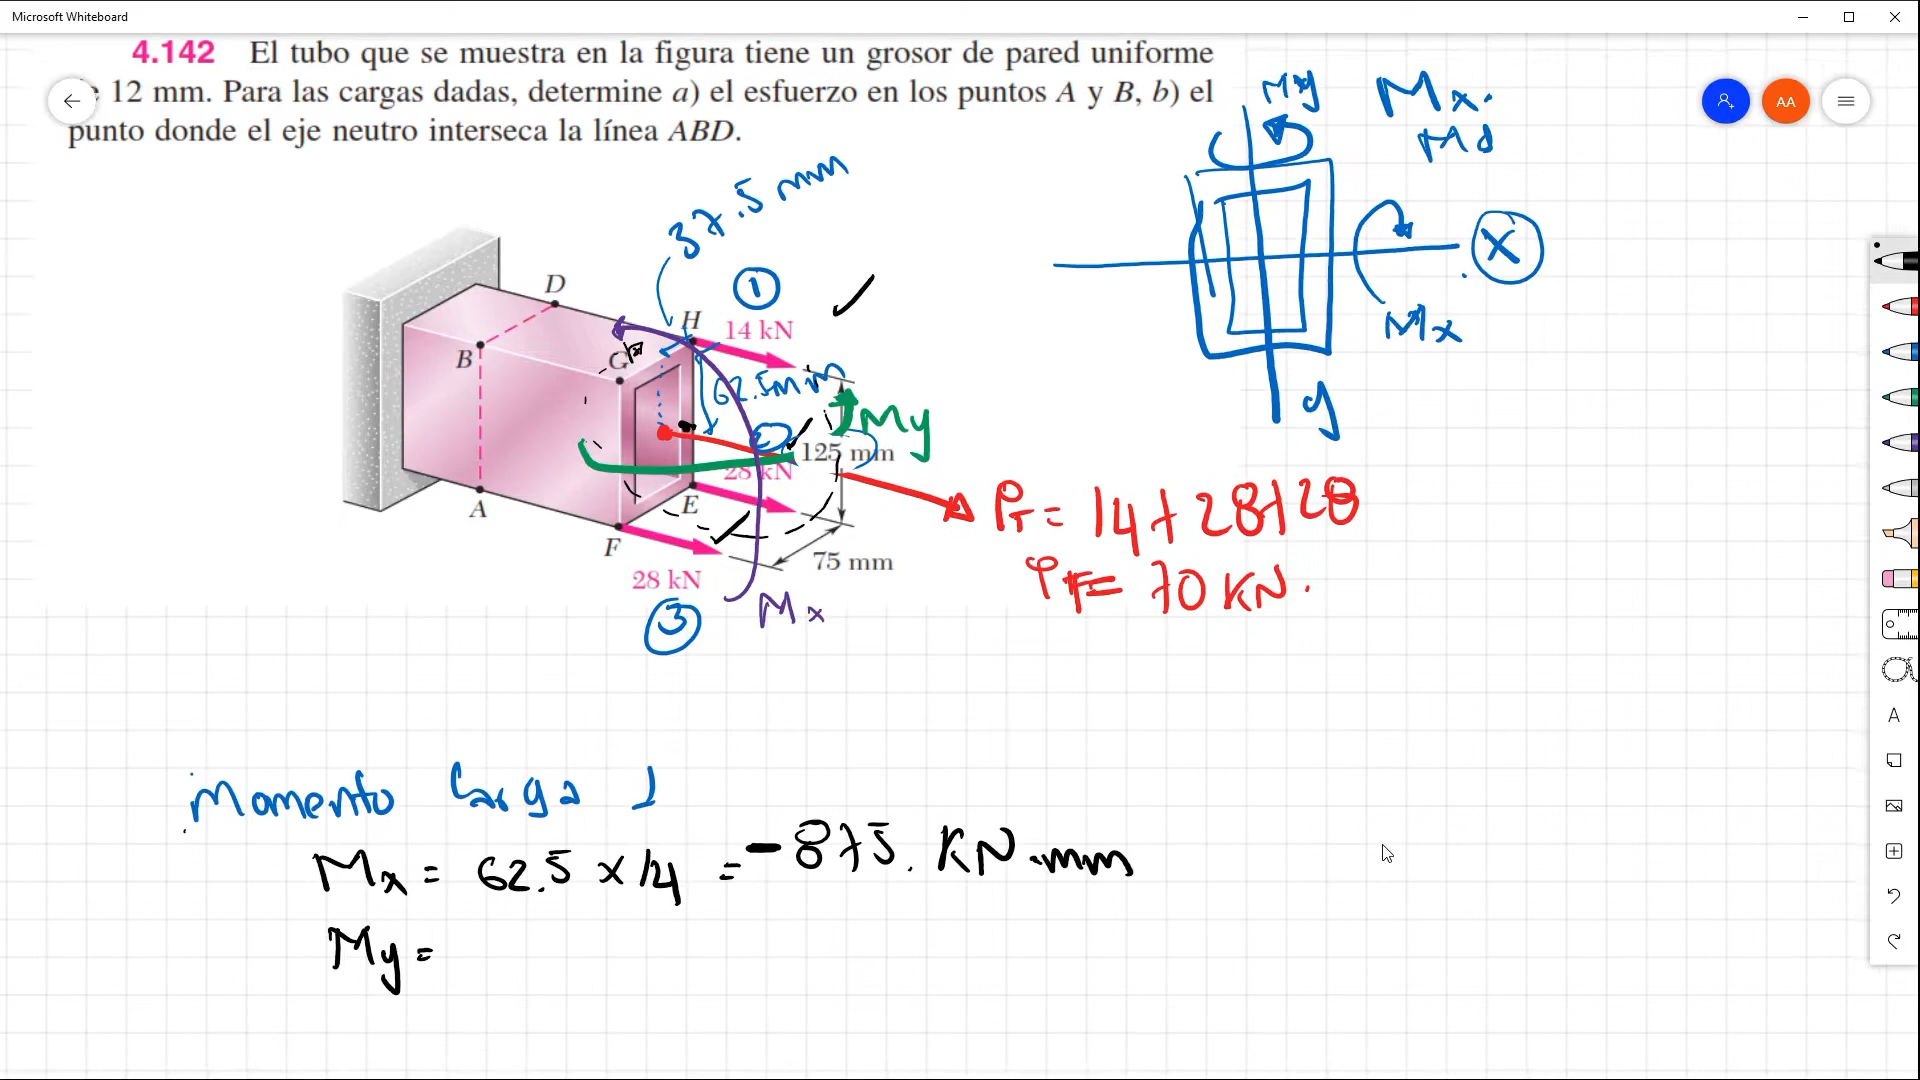 Microsoft Whiteboard
4.142 El tubo que se muestra en la figura tiene un grosor de pared uniforme
12 mm. Para las cargas dadas, determine a) el esfuerzo en los puntos A y B, b) el
punto donde el eje neutro interseca la línea ABD.
AA
My
Mx.
X
Mx
y
37.5 mm
1
D
H
14 kN
B
G
62.5mm
My
125 mm
28 kN
E
A
F
75 mm
28 kN
3
Mx
PT = 14+28+28
PT= 70 KN.
Momento Carga 1
Mx = 62.5 x 14 = -875. KN.mm
My =
A